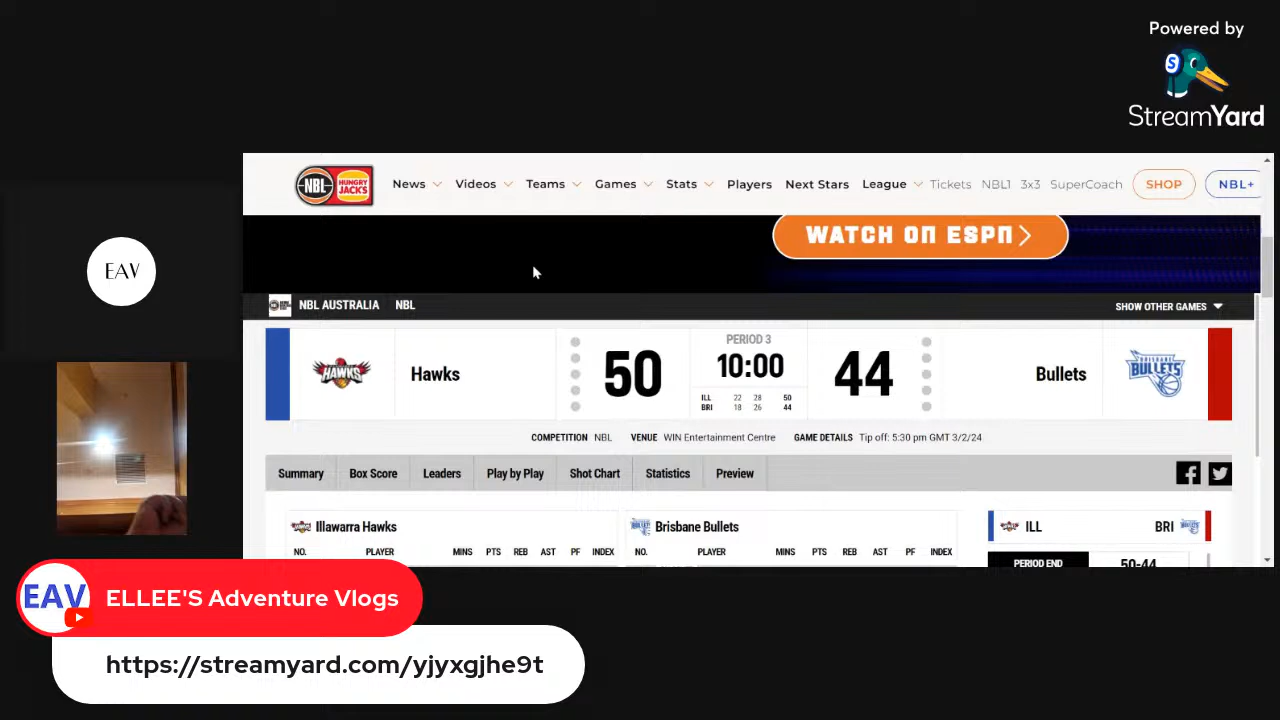 Powered by
S
StreamYard
NBL HUNGRY JACK'S News Videos Teams Games Stats Players Next Stars League Tickets NBL1 3x3 SuperCoach SHOP NBL+
WATCH ON ESPN
EAV
NBL AUSTRALIA NBL SHOW OTHER GAMES
HAWKS Hawks 50 PERIOD 3 44 Bullets BRISBANE BULLETS
10:00
ILL 22 28 50
BRI 18 26 44
COMPETITION NBL VENUE WIN Entertainment Centre GAME DETAILS Tip off: 5:30 pm GMT 3/2/24
Summary Box Score Leaders Play by Play Shot Chart Statistics Preview
Illawarra Hawks Brisbane Bullets ILL BRI
NO. PLAYER MINS PTS REB AST PF INDEX NO. PLAYER MINS PTS REB AST PF INDEX
PERIOD END 50-44
EAV ELLEE'S Adventure Vlogs
https://streamyard.com/yjyxgjhe9t